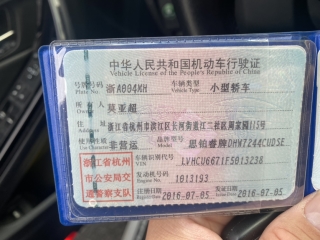 中华人民共和国机动车行驶证
Vehicle License of the People's Republic of China
号牌号码 浙A004XH 车辆类型 小型轿车
Plate No. Vehicle Type
所有人 莫亚超
Owner
住址 浙江省杭州市滨江区长河街道江二社区周家园115号
Address
使用性质 非营运 品牌型号 思铂睿牌DHW7244CUDSE
Use Character Model
浙江省杭州
市公安局交
通警察支队
车辆识别代号 LVHCU6671F5013238
VIN
发动机号码 1013193
Engine No.
注册日期 2016-07-05 发证日期 2016-07-05
Register Date Issue Date